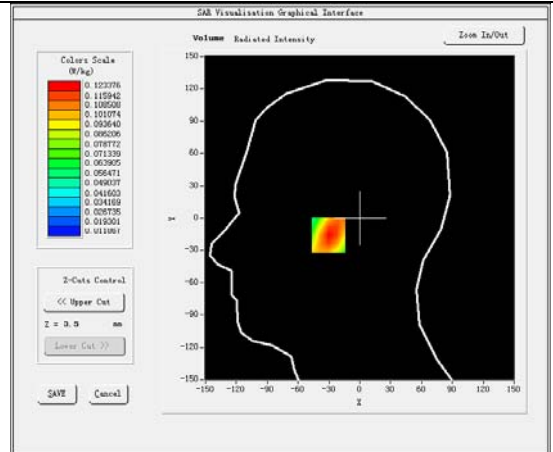 SAR Visualisation Graphical Interface
Volume Radiated Intensity
Zoom In/Out
Colors Scale
(W/kg)
0.123376
0.115942
0.108508
0.101074
0.093640
0.086206
0.078772
0.071339
0.063905
0.056471
0.049037
0.041603
0.034169
0.026735
0.019301
0.011867
Z-Cuts Control
<< Upper Cut
Z = 3.5 mm
Lower Cut >>
SAVE Cancel
150
120
90
60
30
0
-30
-60
-90
-120
-150
Y
-150 -120 -90 -60 -30 0 30 60 90 120 150
X